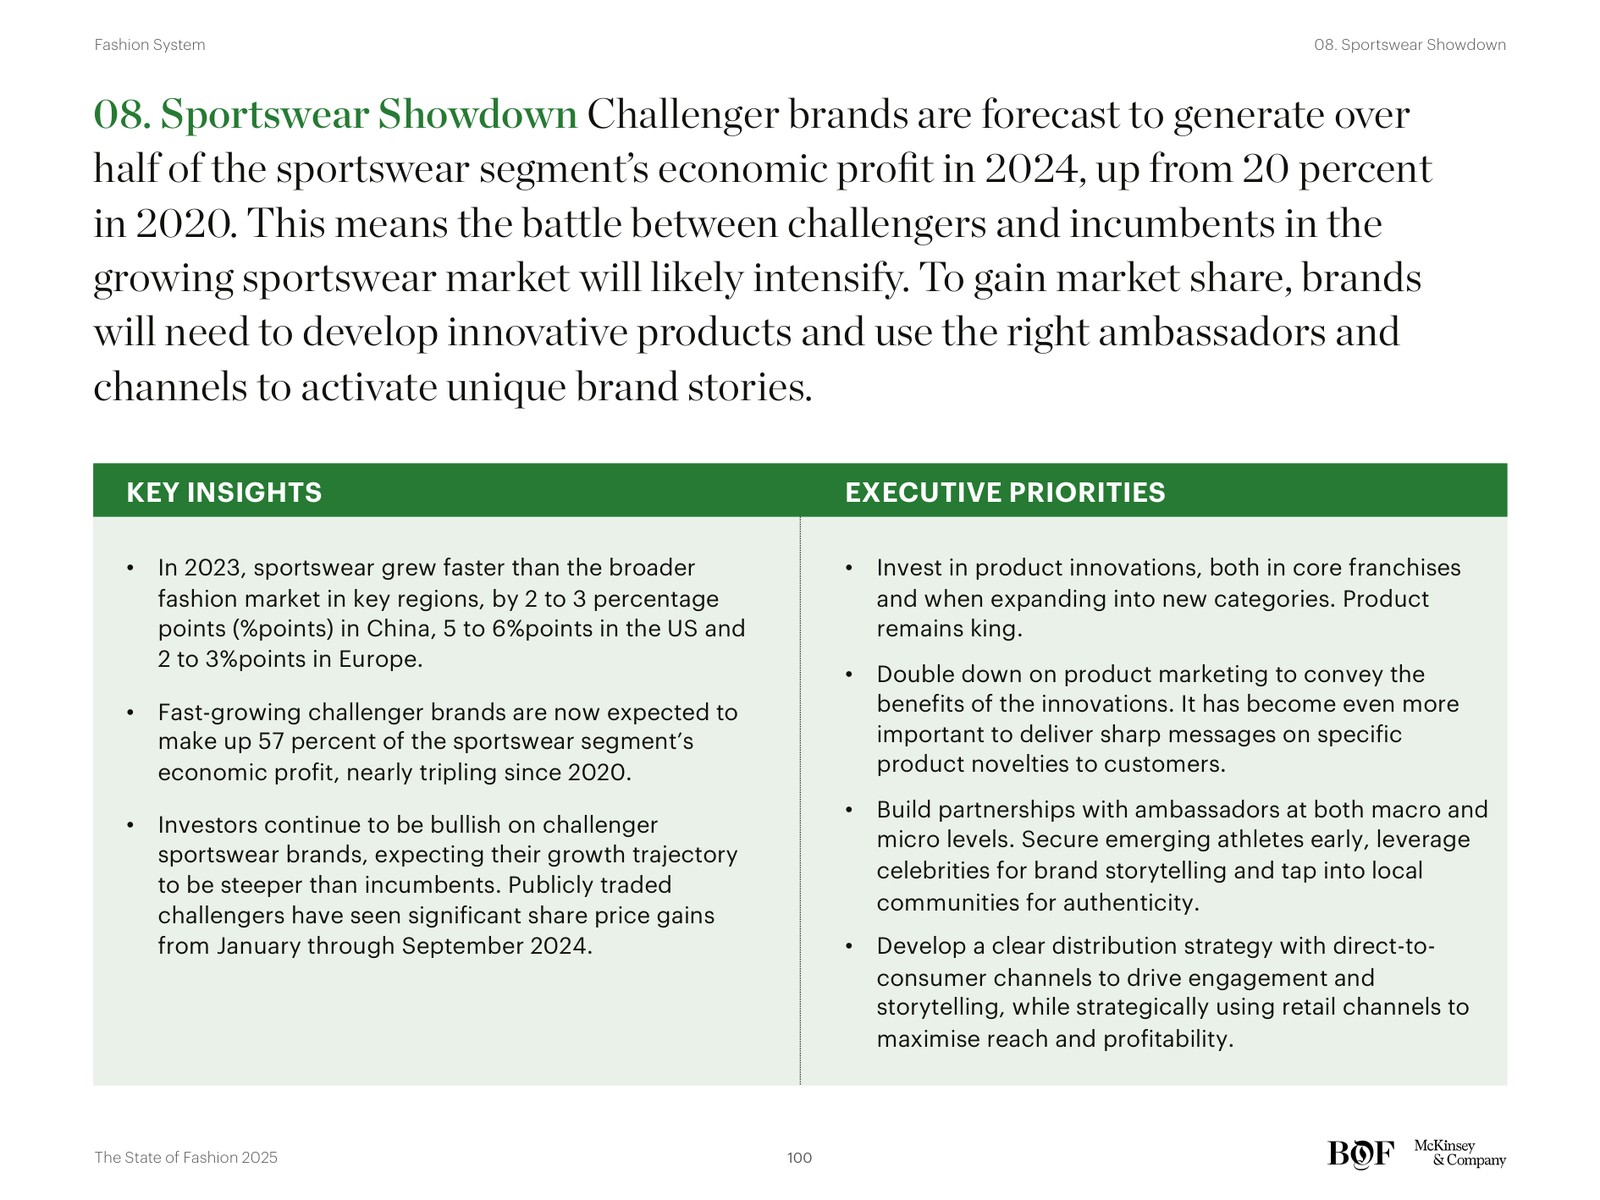 Fashion System
08. Sportswear Showdown
08. Sportswear Showdown Challenger brands are forecast to generate over
half of the sportswear segment’s economic profit in 2024, up from 20 percent
in 2020. This means the battle between challengers and incumbents in the
growing sportswear market will likely intensify. To gain market share, brands
will need to develop innovative products and use the right ambassadors and
channels to activate unique brand stories.
KEY INSIGHTS
• In 2023, sportswear grew faster than the broader
fashion market in key regions, by 2 to 3 percentage
points (%points) in China, 5 to 6%points in the US and
2 to 3%points in Europe.
• Fast-growing challenger brands are now expected to
make up 57 percent of the sportswear segment’s
economic profit, nearly tripling since 2020.
• Investors continue to be bullish on challenger
sportswear brands, expecting their growth trajectory
to be steeper than incumbents. Publicly traded
challengers have seen significant share price gains
from January through September 2024.
EXECUTIVE PRIORITIES
• Invest in product innovations, both in core franchises
and when expanding into new categories. Product
remains king.
• Double down on product marketing to convey the
benefits of the innovations. It has become even more
important to deliver sharp messages on specific
product novelties to customers.
• Build partnerships with ambassadors at both macro and
micro levels. Secure emerging athletes early, leverage
celebrities for brand storytelling and tap into local
communities for authenticity.
• Develop a clear distribution strategy with direct-to-
consumer channels to drive engagement and
storytelling, while strategically using retail channels to
maximise reach and profitability.
The State of Fashion 2025
100
BOF
McKinsey
& Company